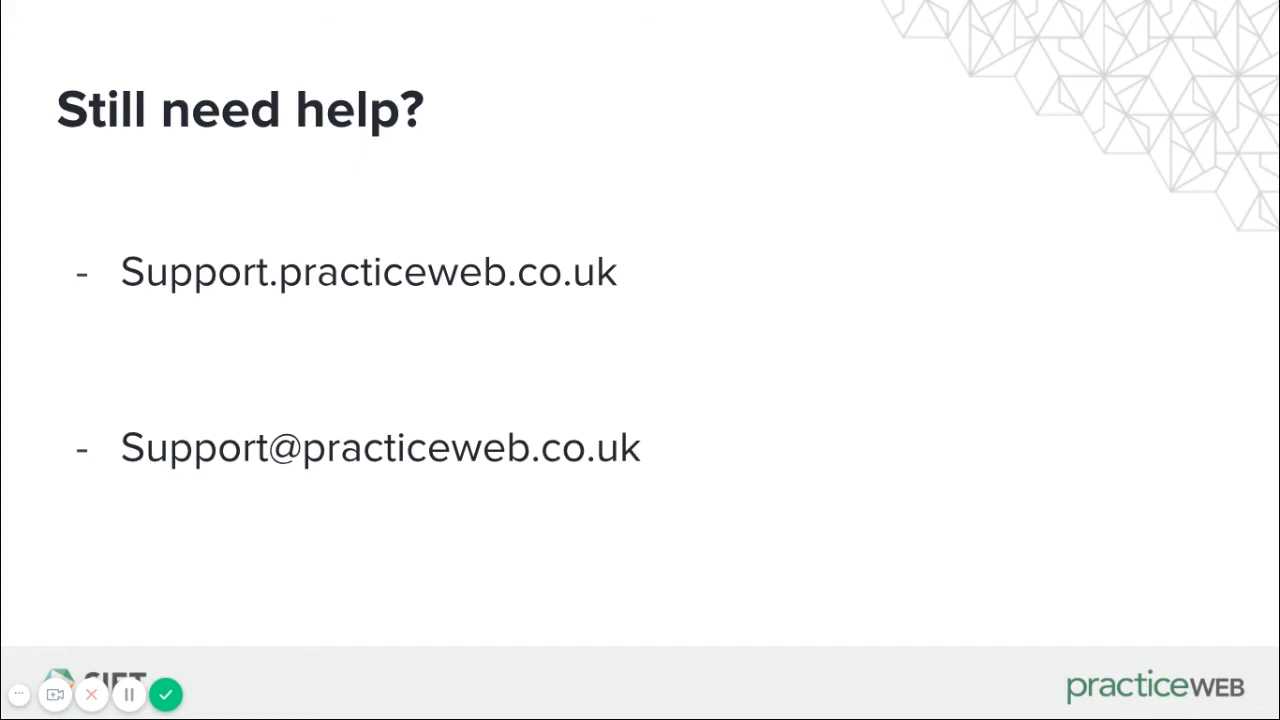 Still need help?
- Support.practiceweb.co.uk
- Support@practiceweb.co.uk
practiceWEB